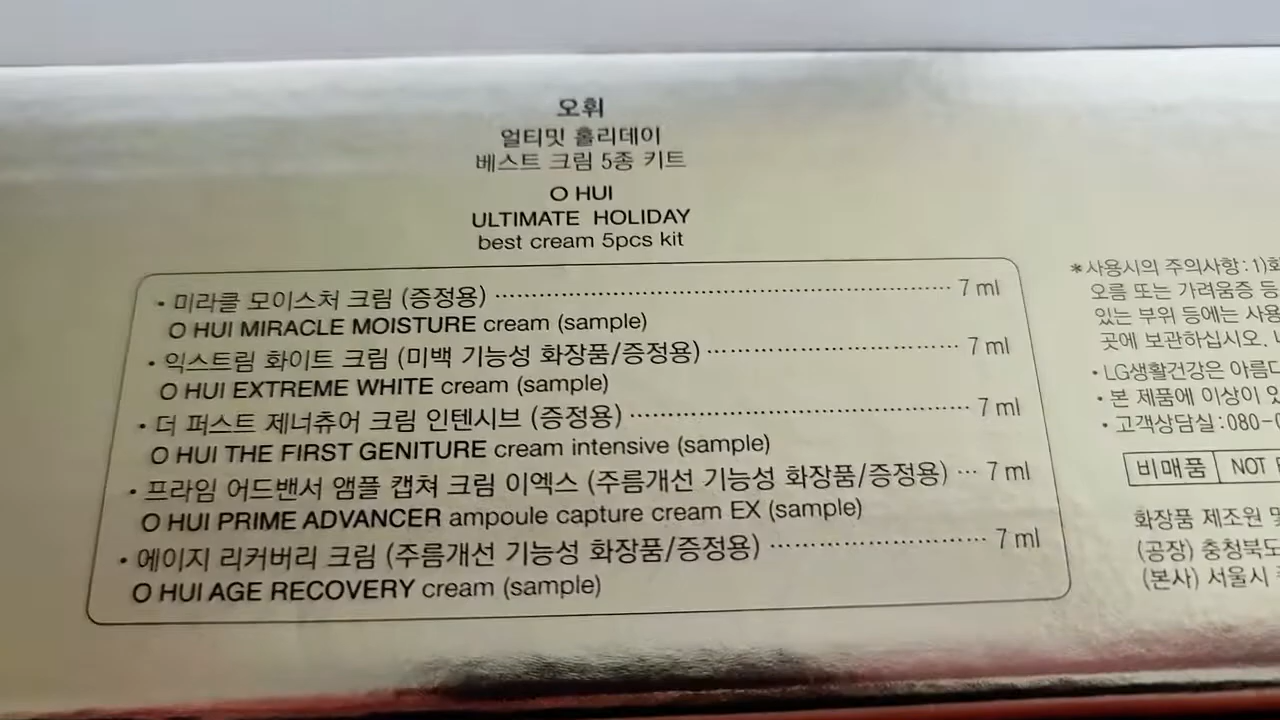 오휘
얼티밋 홀리데이
베스트 크림 5종 키트
O HUI
ULTIMATE HOLIDAY
best cream 5pcs kit
• 미라클 모이스처 크림 (증정용) 7 ml
O HUI MIRACLE MOISTURE cream (sample)
• 익스트림 화이트 크림 (미백 기능성 화장품/증정용) 7 ml
O HUI EXTREME WHITE cream (sample)
• 더 퍼스트 제너츄어 크림 인텐시브 (증정용) 7 ml
O HUI THE FIRST GENITURE cream intensive (sample)
• 프라임 어드밴서 앰플 캡쳐 크림 이엑스 (주름개선 기능성 화장품/증정용) 7 ml
O HUI PRIME ADVANCER ampoule capture cream EX (sample)
• 에이지 리커버리 크림 (주름개선 기능성 화장품/증정용) 7 ml
O HUI AGE RECOVERY cream (sample)
*사용시의 주의사항: 1)
오름 또는 가려움증 등
있는 부위 등에는 사용
곳에 보관하십시오.
• LG생활건강은
• 본 제품에 이상이
• 고객상담실:080-
비매품 NOT
화장품 제조원 및
(공장) 충청북도
(본사) 서울시